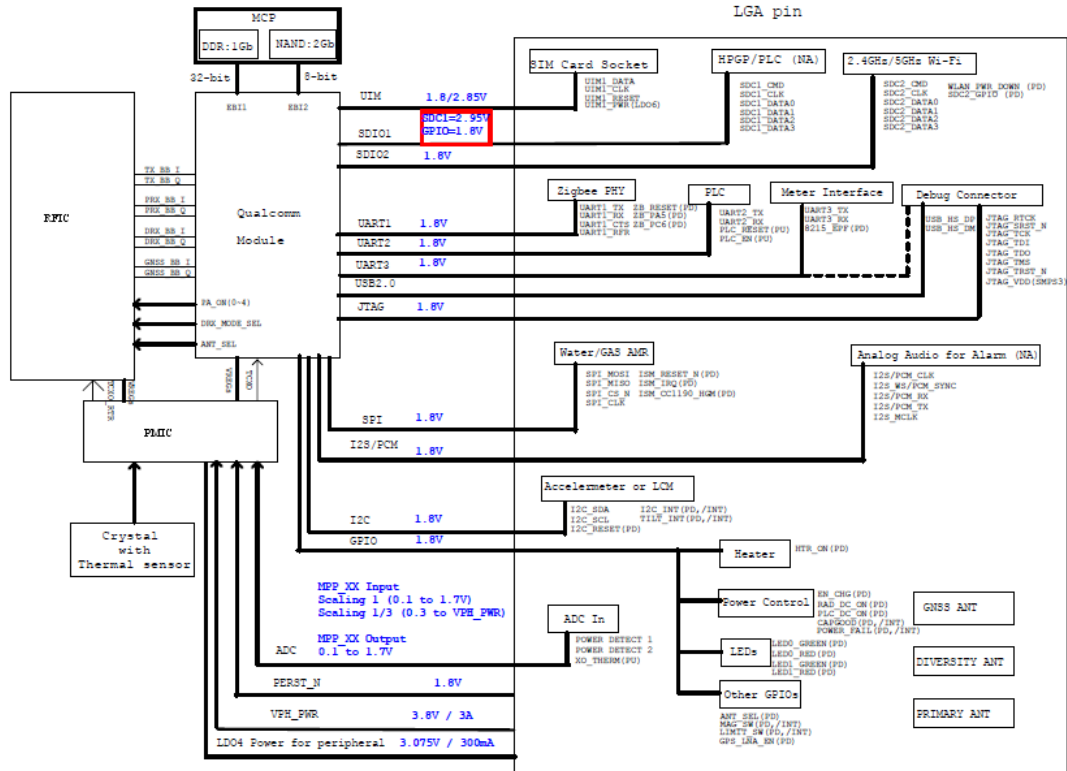 LGA pin
MCP
DDR:1Gb
NAND:2Gb
32-bit
8-bit
EBI1
EBI2
RFIC
TX_BB_I
TX_BB_Q
PRX_BB_I
PRX_BB_Q
DRX_BB_I
DRX_BB_Q
GNSS_BB_I
GNSS_BB_Q
Qualcomm
Module
PA_ON(0~4)
DRX_MODE_SEL
ANT_SEL
VREGs
TCXO
VREGs
PMIC
Crystal
with
Thermal sensor
UIM
1.8/2.85V
SDC1=2.95V
GPIO=1.8V
SDIO1
SDIO2
1.8V
UART1
1.8V
UART2
1.8V
UART3
1.8V
USB2.0
JTAG
1.8V
SPI
1.8V
I2S/PCM
1.8V
I2C
1.8V
GPIO
1.8V
MPP_XX Input
Scaling 1 (0.1 to 1.7V)
Scaling 1/3 (0.3 to VPH_PWR)
MPP_XX Output
0.1 to 1.7V
ADC
PERST_N
1.8V
VPH_PWR
3.8V / 3A
LDO4 Power for peripheral
3.075V / 300mA
SIM Card Socket
UIM1_DATA
UIM1_CLK
UIM1_RESET
UIM1_PWR(LDO6)
HPGP/PLC (NA)
SDC1_CMD
SDC1_CLK
SDC1_DATA0
SDC1_DATA1
SDC1_DATA2
SDC1_DATA3
2.4GHz/5GHz Wi-Fi
SDC2_CMD WLAN_PWR_DOWN (PD)
SDC2_CLK SDC2_GPIO (PD)
SDC2_DATA0
SDC2_DATA1
SDC2_DATA2
SDC2_DATA3
Zigbee PHY
UART1_TX ZB_RESET(PD)
UART1_RX ZB_PA5(PD)
UART1_CTS ZB_PC6(PD)
UART1_RFR
PLC
UART2_TX
UART2_RX
PLC_RESET(PU)
PLC_EN(PU)
Meter Interface
UART3_TX
UART3_RX
8215_EPF(PD)
Debug Connector
USB_HS_DP
USB_HS_DM
JTAG_RTCK
JTAG_SRST_N
JTAG_TCK
JTAG_TDI
JTAG_TDO
JTAG_TMS
JTAG_TRST_N
JTAG_VDD(SMPS3)
Water/GAS AMR
SPI_MOSI ISM_RESET_N(PD)
SPI_MISO ISM_IRQ(PD)
SPI_CS_N ISM_CC1190_HGM(PD)
SPI_CLK
Analog Audio for Alarm (NA)
I2S/PCM_CLK
I2S_WS/PCM_SYNC
I2S/PCM_RX
I2S/PCM_TX
I2S_MCLK
Accelermeter or LCM
I2C_SDA I2C_INT(PD,/INT)
I2C_SCL TILT_INT(PD,/INT)
I2C_RESET(PD)
Heater
HTR_ON(PD)
Power Control
EN_CHG(PD)
RAD_DC_ON(PD)
PLC_DC_ON(PD)
CAPGOOD(PD,/INT)
POWER_FAIL(PD,/INT)
LEDs
LED0_GREEN(PD)
LED0_RED(PD)
LED1_GREEN(PD)
LED1_RED(PD)
Other GPIOs
ANT_SEL(PD)
MAG_SW(PD,/INT)
LIMIT_SW(PD,/INT)
GPS_LNA_EN(PD)
ADC In
POWER DETECT 1
POWER DETECT 2
XO_THERM(PU)
GNSS ANT
DIVERSITY ANT
PRIMARY ANT